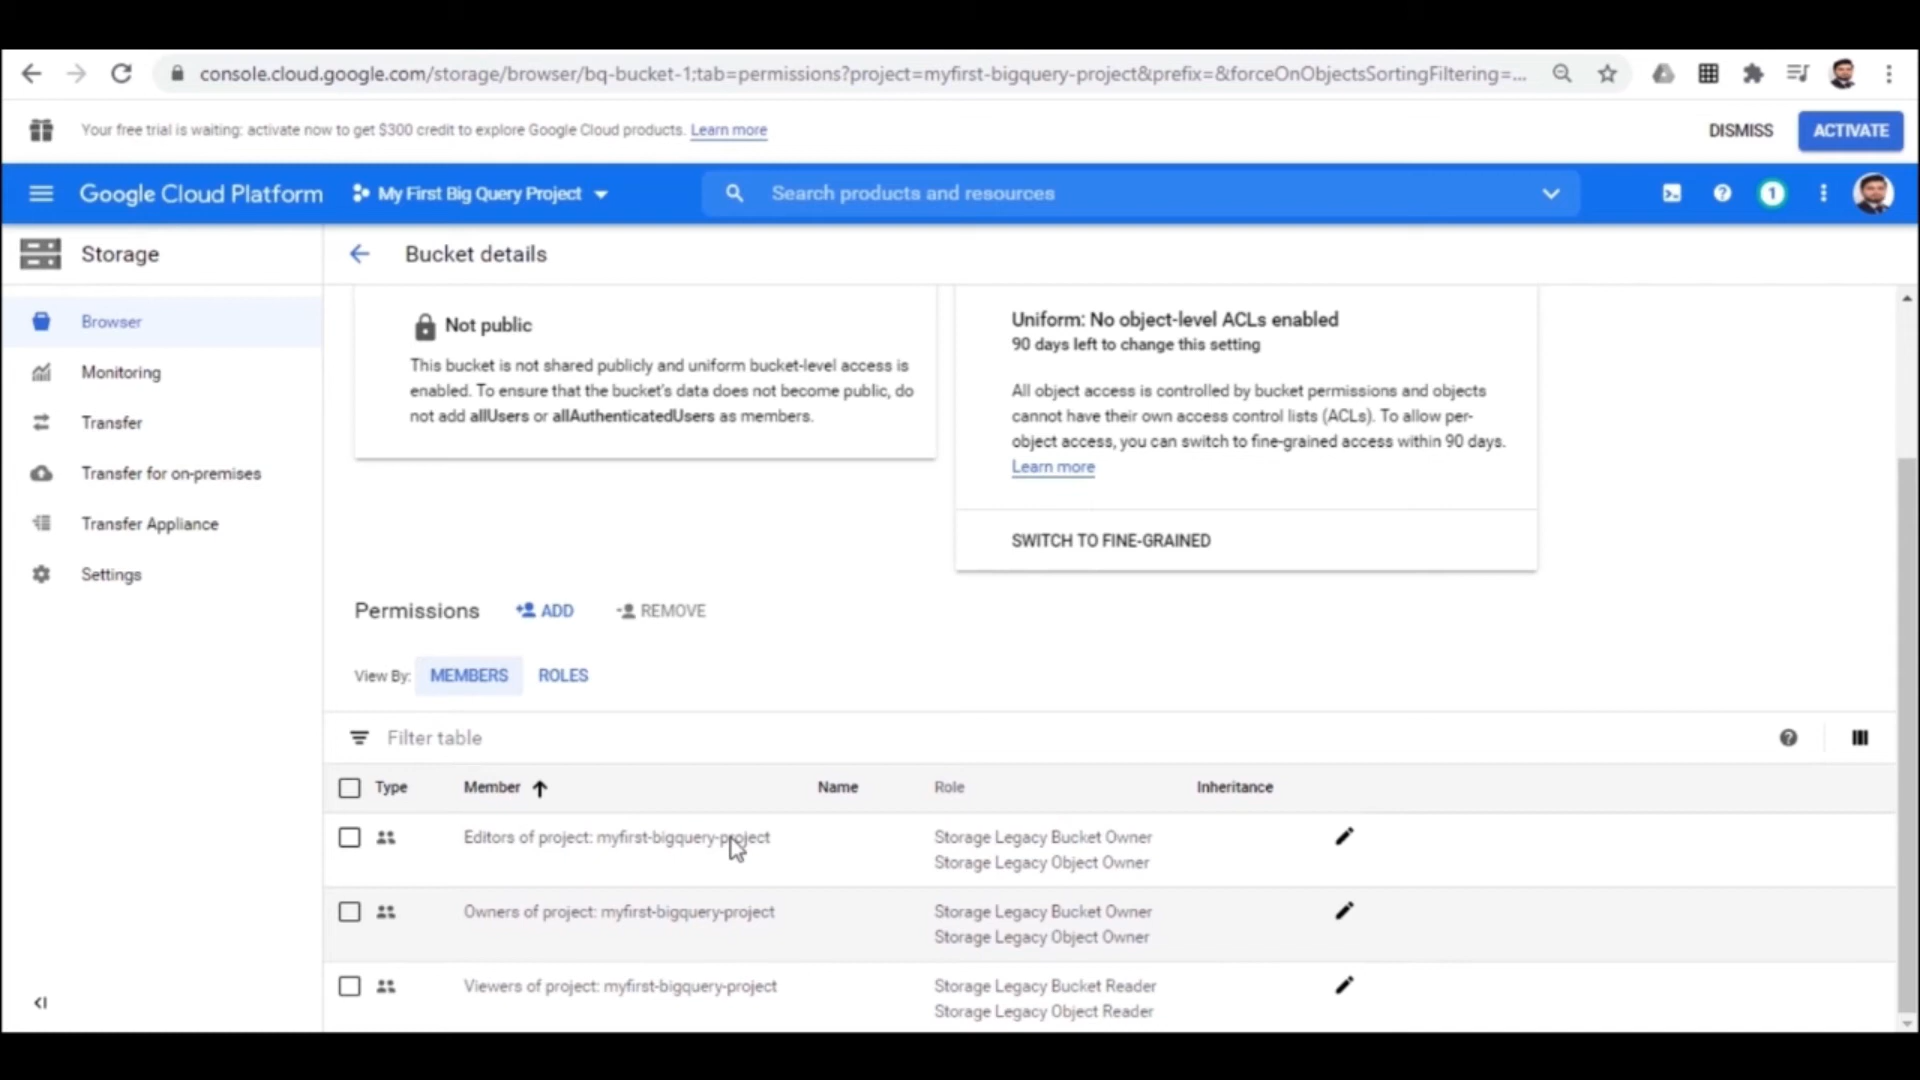 console.cloud.google.com/storage/browser/bq-bucket-1;tab=permissions?project=myfirst-bigquery-project&prefix=&forceOnObjectsSortingFiltering=...
Your free trial is waiting: activate now to get $300 credit to explore Google Cloud products. Learn more
DISMISS
ACTIVATE
Google Cloud Platform
My First Big Query Project
Search products and resources
1
Storage
Bucket details
Browser
Monitoring
Transfer
Transfer for on-premises
Transfer Appliance
Settings
Not public
This bucket is not shared publicly and uniform bucket-level access is
enabled. To ensure that the bucket's data does not become public, do
not add allUsers or allAuthenticatedUsers as members.
Uniform: No object-level ACLs enabled
90 days left to change this setting
All object access is controlled by bucket permissions and objects
cannot have their own access control lists (ACLs). To allow per-
object access, you can switch to fine-grained access within 90 days.
Learn more
SWITCH TO FINE-GRAINED
Permissions
ADD
REMOVE
View By:
MEMBERS
ROLES
Filter table
Type
Member
Name
Role
Inheritance
Editors of project: myfirst-bigquery-project
Storage Legacy Bucket Owner
Storage Legacy Object Owner
Owners of project: myfirst-bigquery-project
Storage Legacy Bucket Owner
Storage Legacy Object Owner
Viewers of project: myfirst-bigquery-project
Storage Legacy Bucket Reader
Storage Legacy Object Reader